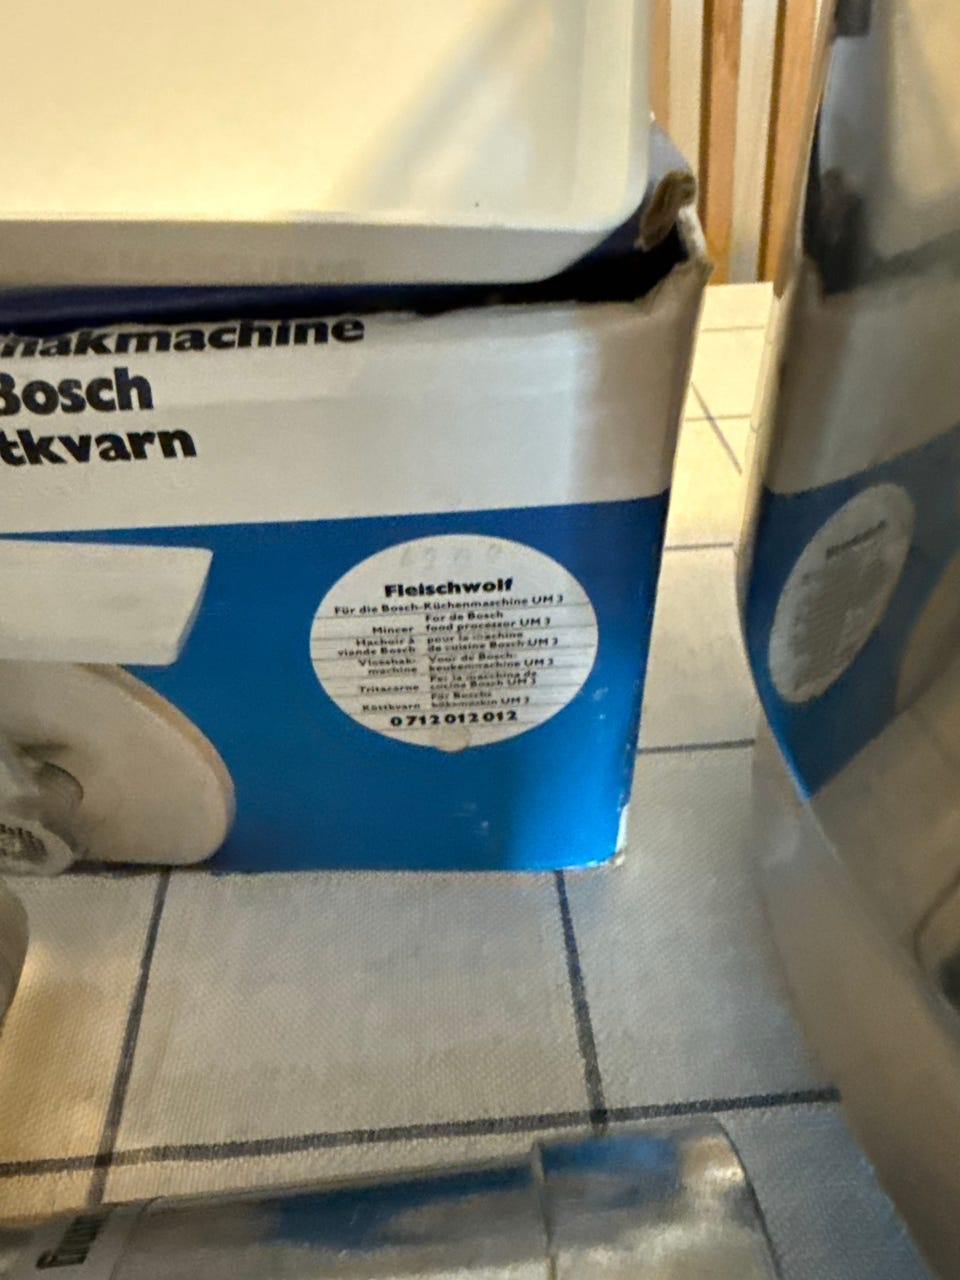 hakmachine
Bosch
tkvarn
Fleischwolf
Für die Bosch-Küchenmaschine UM 3
Mincer For de Bosch food processor UM 3
Hachoir à viande Bosch pour la machine de cuisine Bosch UM 3
Vleeshak-machine Voor de Bosch-keukenmachine UM 3
Tritacarne Per la macchina da cucina Bosch UM 3
Köttkvarn För Boschs köksmaskin UM 3
0 712 012 012